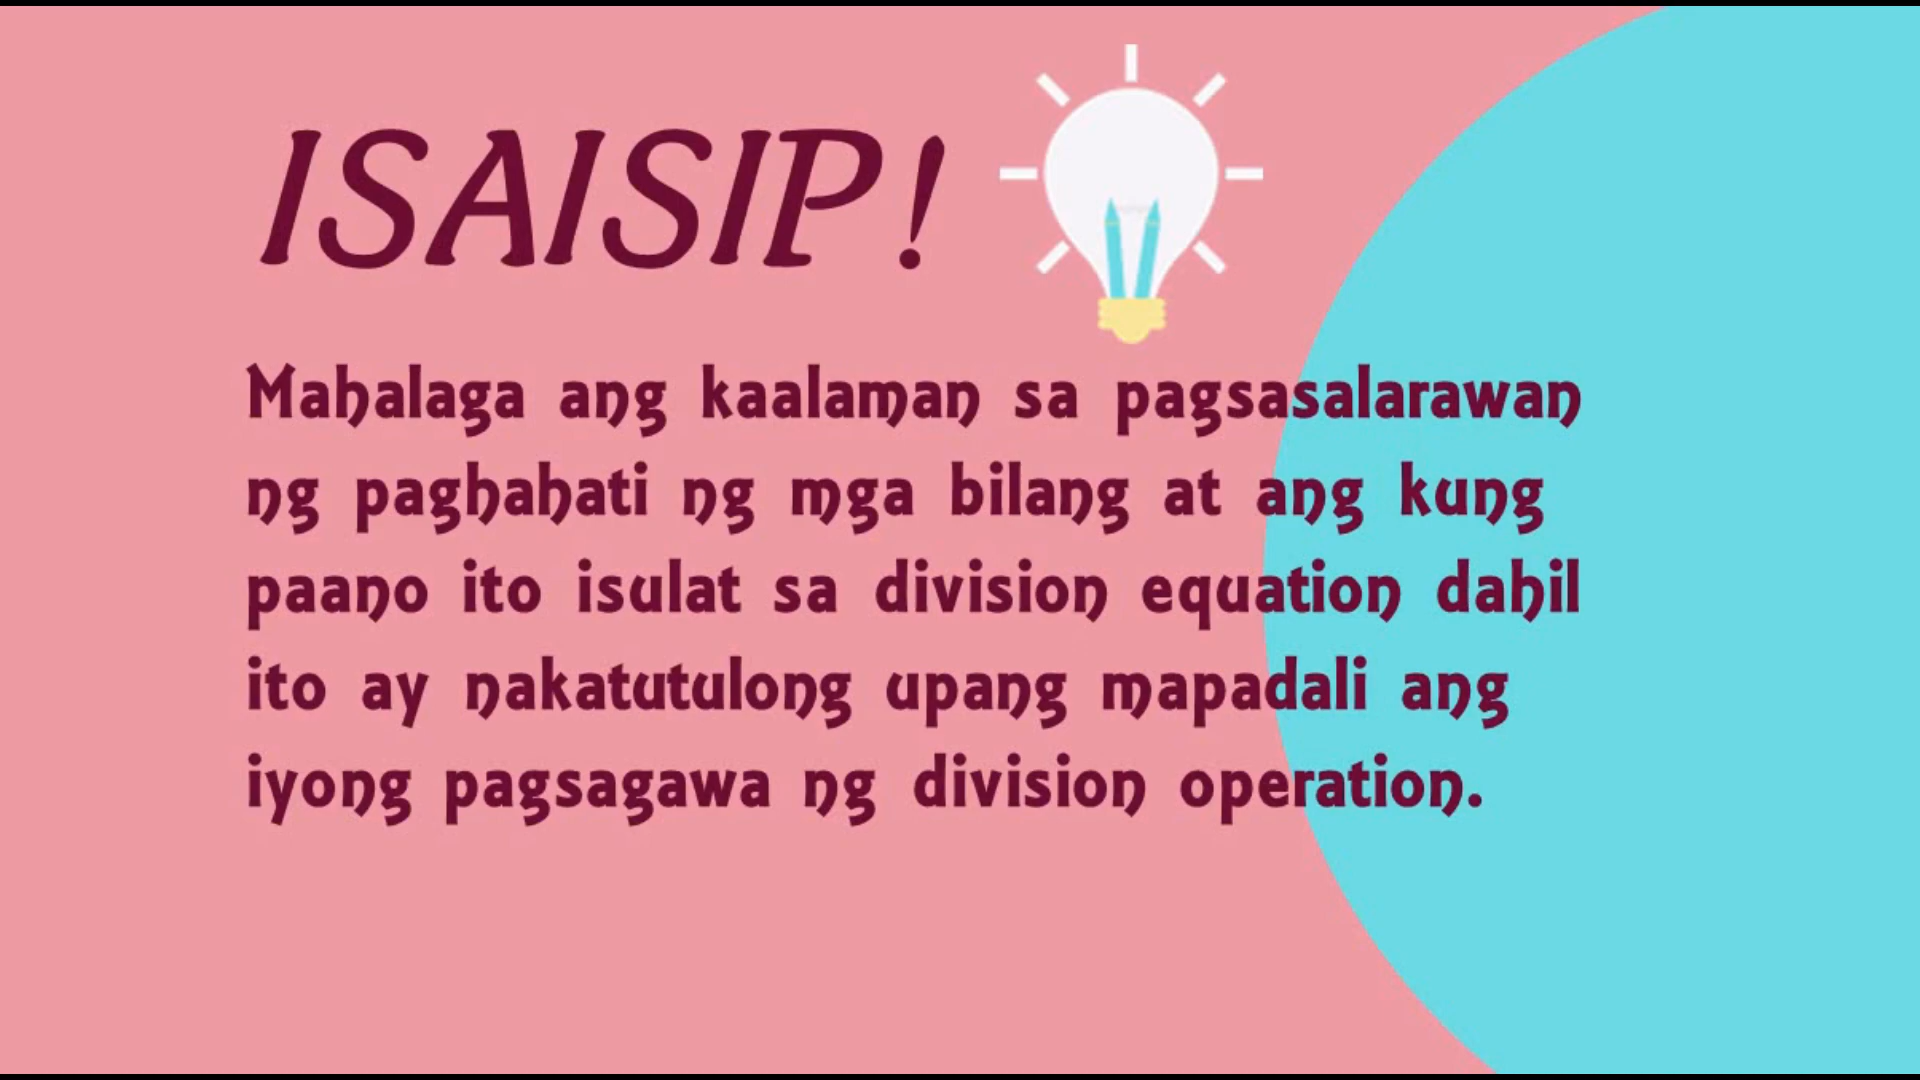 ISAISIP!
Mahalaga ang kaalaman sa pagsasalarawan
ng paghahati ng mga bilang at ang kung
paano ito isulat sa division equation dahil
ito ay nakatutulong upang mapadali ang
iyong pagsagawa ng division operation.